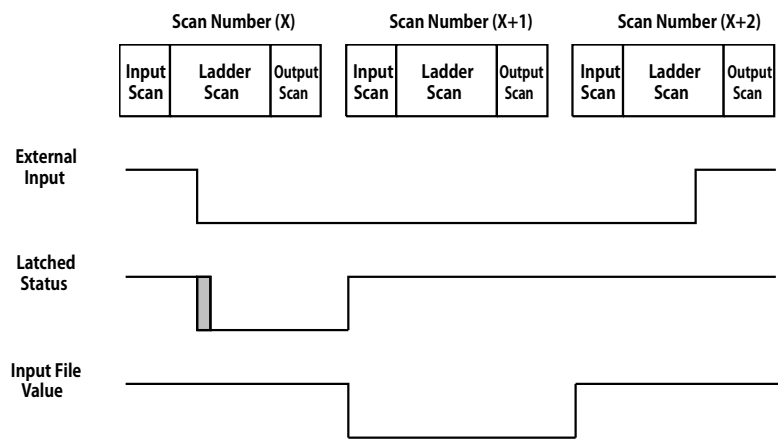 Scan Number (X) Scan Number (X+1) Scan Number (X+2)
Input Ladder Output Input Ladder Output Input Ladder Output
Scan Scan Scan Scan Scan Scan Scan Scan Scan
External
Input
Latched
Status
Input File
Value